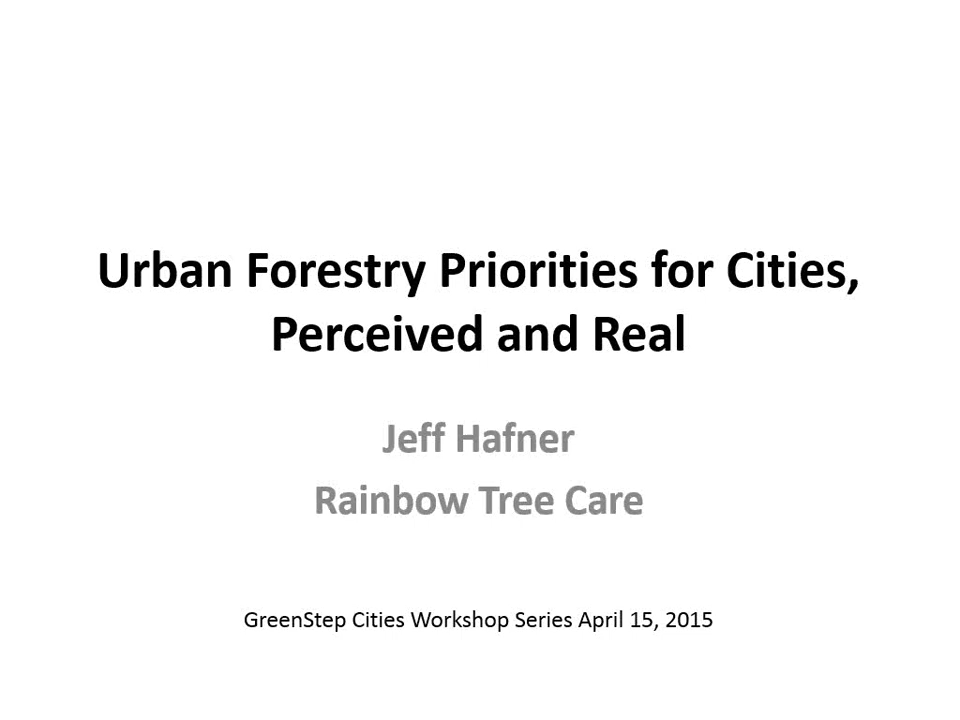 Urban Forestry Priorities for Cities,
Perceived and Real
Jeff Hafner
Rainbow Tree Care
GreenStep Cities Workshop Series April 15, 2015